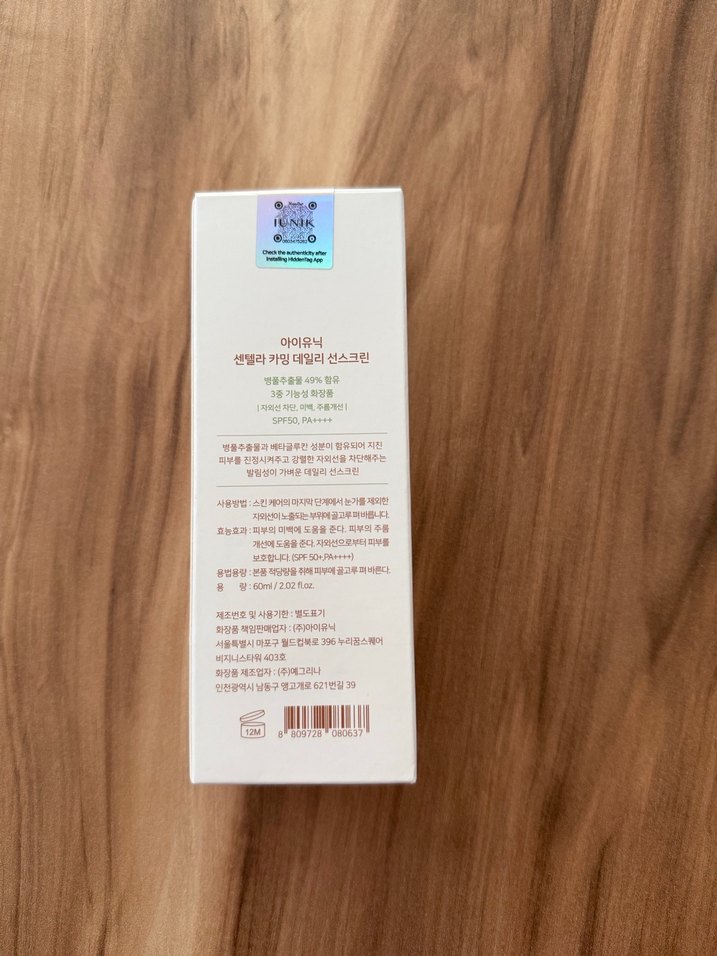 IUNIK
Check the authenticity after
installing HiddenTag App
아이유닉
센텔라 카밍 데일리 선스크린
병풀추출물 49% 함유
3중 기능성 화장품
| 자외선 차단, 미백, 주름개선 |
SPF50, PA++++
병풀추출물과 베타글루칸 성분이 함유되어 지친
피부를 진정시켜주고 강렬한 자외선을 차단해주는
발림성이 가벼운 데일리 선스크린
사용방법 : 스킨 케어의 마지막 단계에서 눈가를 제외한
자외선이 노출되는 부위에 골고루 펴 바릅니다.
효능효과 : 피부의 미백에 도움을 준다. 피부의 주름
개선에 도움을 준다. 자외선으로부터 피부를
보호합니다. (SPF 50+,PA++++)
용법용량 : 본품 적당량을 취해 피부에 골고루 펴 바른다.
용 량 : 60ml / 2.02 fl.oz.
제조번호 및 사용기한 : 별도표기
화장품 책임판매업자 : (주)아이유닉
서울특별시 마포구 월드컵북로 396 누리꿈스퀘어
비지니스타워 403호
화장품 제조업자 : (주)예그리나
인천광역시 남동구 앵고개로 621번길 39
12M
8 809728 080637